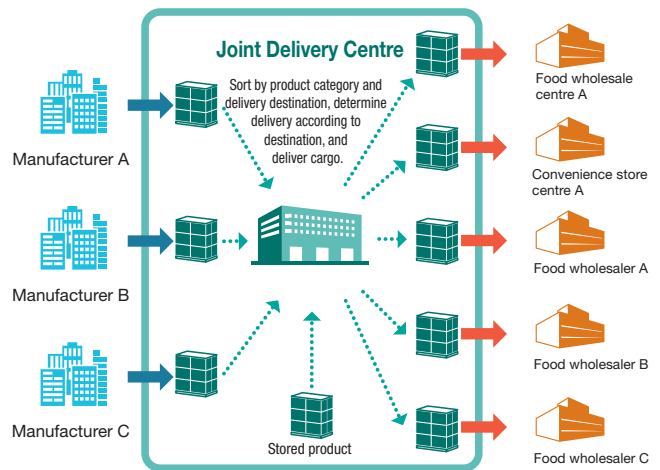 Joint Delivery Centre
Sort by product category and
delivery destination, determine
delivery according to
destination, and
deliver cargo.
Manufacturer A
Manufacturer B
Manufacturer C
Stored product
Food wholesale
centre A
Convenience store
centre A
Food wholesaler A
Food wholesaler B
Food wholesaler C